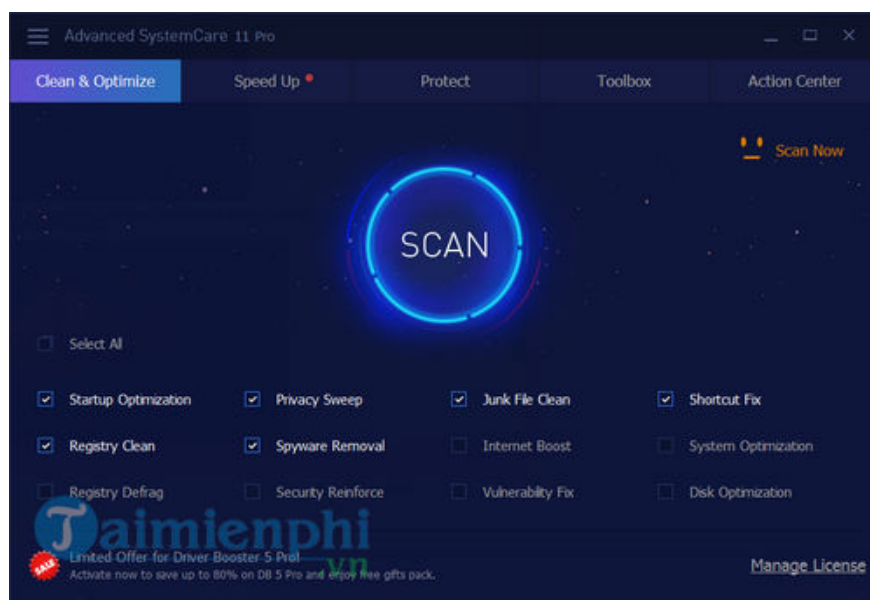 Advanced SystemCare 11 Pro
Clean & Optimize Speed Up Protect Toolbox Action Center
Scan Now
SCAN
Select All
Startup Optimization Privacy Sweep Junk File Clean Shortcut Fix
Registry Clean Spyware Removal Internet Boost System Optimization
Registry Defrag Security Reinforce Vulnerability Fix Disk Optimization
Taimienphi
.vn
SALE
Limited Offer for Driver Booster 5 Pro!
Activate now to save up to 80% on DB 5 Pro and enjoy free gifts pack.
Manage License